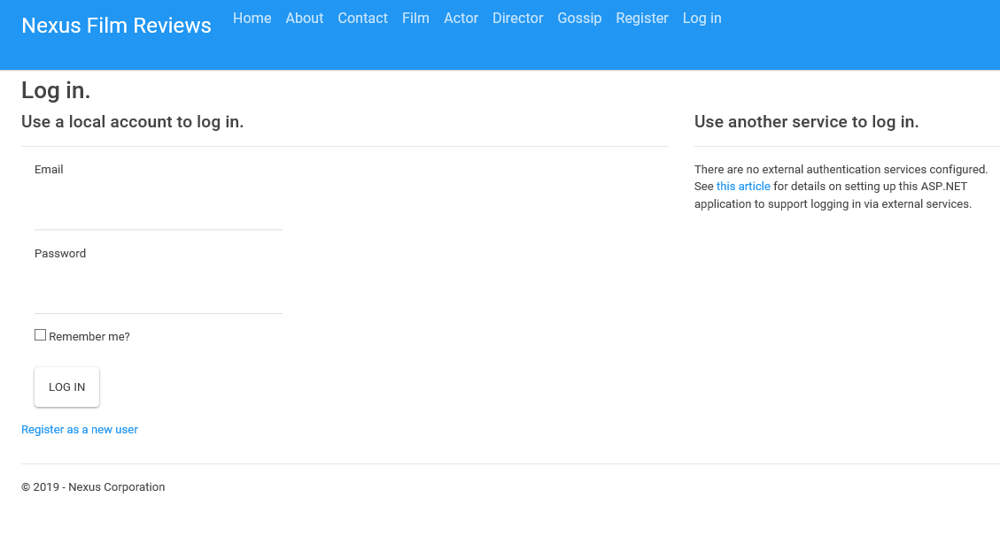 Nexus Film Reviews
Home About Contact Film Actor Director Gossip Register Log in
Log in.
Use a local account to log in.
Email
Password
Remember me?
LOG IN
Register as a new user
Use another service to log in.
There are no external authentication services configured.
See this article for details on setting up this ASP.NET
application to support logging in via external services.
© 2019 - Nexus Corporation